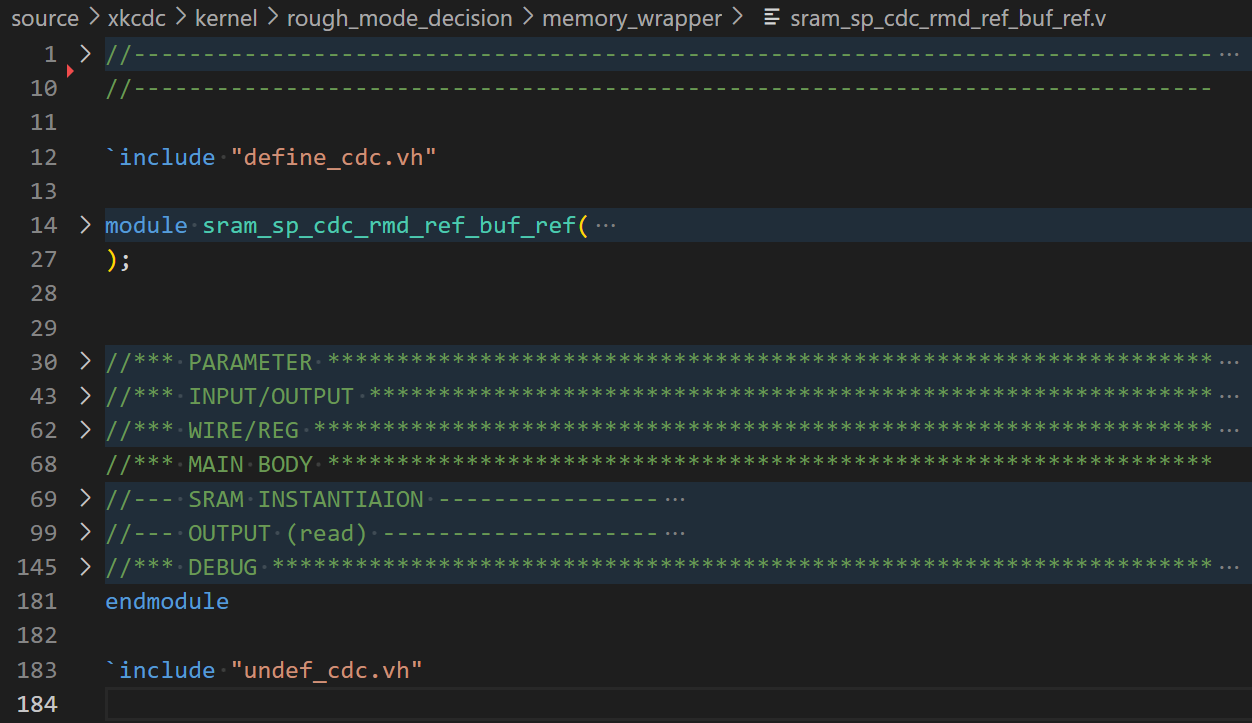 source > xkcdc > kernel > rough_mode_decision > memory_wrapper > sram_sp_cdc_rmd_ref_buf_ref.v
1 > //------------------------------------------------------------------------------ ···
10 //------------------------------------------------------------------------------
11
12 `include "define_cdc.vh"
13
14 > module sram_sp_cdc_rmd_ref_buf_ref( ···
27 );
28
29
30 > //*** PARAMETER **************************************************************** ···
43 > //*** INPUT/OUTPUT ************************************************************* ···
62 > //*** WIRE/REG ***************************************************************** ···
68 //*** MAIN BODY ****************************************************************
69 > //--- SRAM INSTANTIAION ---------------- ···
99 > //--- OUTPUT (read) -------------------- ···
145 > //*** DEBUG ******************************************************************** ···
181 endmodule
182
183 `include "undef_cdc.vh"
184